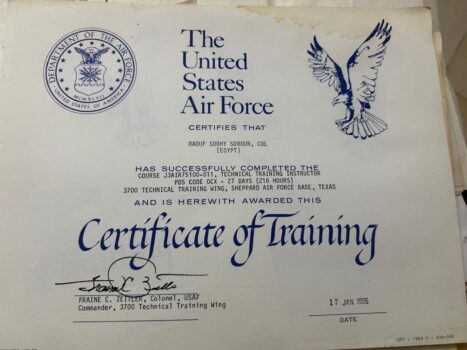 DEPARTMENT OF THE AIR FORCE
MCMXLVII
UNITED STATES OF AMERICA
The
United
States
Air Force
CERTIFIES THAT
RAOUF SOBHY SOROUR, COL
(EGYPT)
HAS SUCCESSFULLY COMPLETED THE
COURSE J3AIR75100-011, TECHNICAL TRAINING INSTRUCTOR
PDS CODE OCX - 27 DAYS (216 HOURS)
3700 TECHNICAL TRAINING WING, SHEPPARD AIR FORCE BASE, TEXAS
AND IS HEREWITH AWARDED THIS
Certificate of Training
FRAINE C. ZEITLER, Colonel, USAF
Commander, 3700 Technical Training Wing
17 JAN 1986
DATE